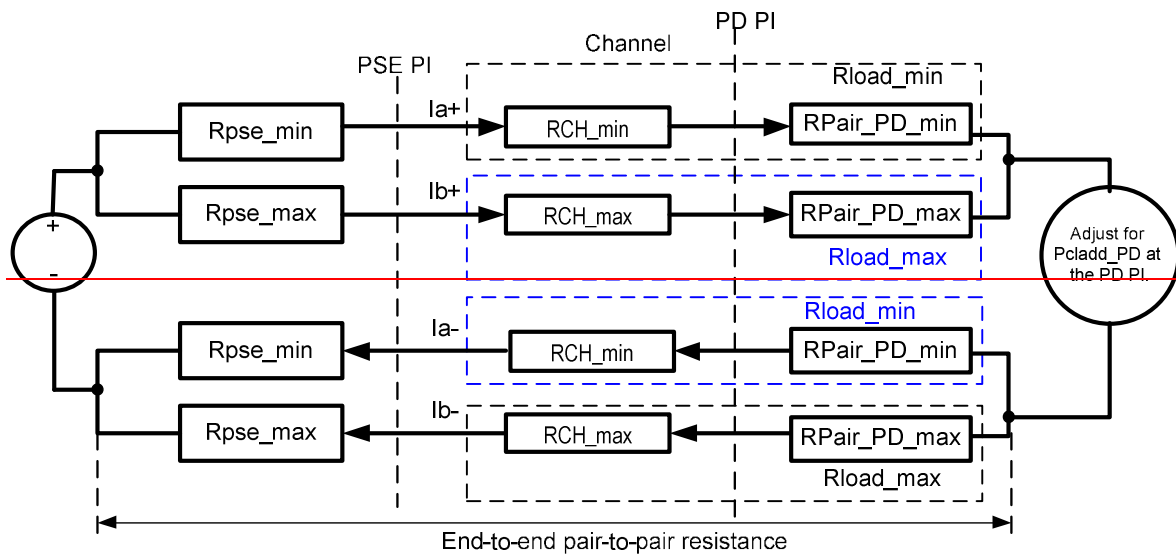 PD PI
Channel
PSE PI
Rload_min
Rpse_min
Ia+
RCH_min
RPair_PD_min
Rpse_max
Ib+
RCH_max
RPair_PD_max
+
-
Rload_max
Adjust for
Pcladd_PD at
the PD PI.
Rload_min
Rpse_min
Ia-
RCH_min
RPair_PD_min
Rpse_max
Ib-
RCH_max
RPair_PD_max
Rload_max
End-to-end pair-to-pair resistance